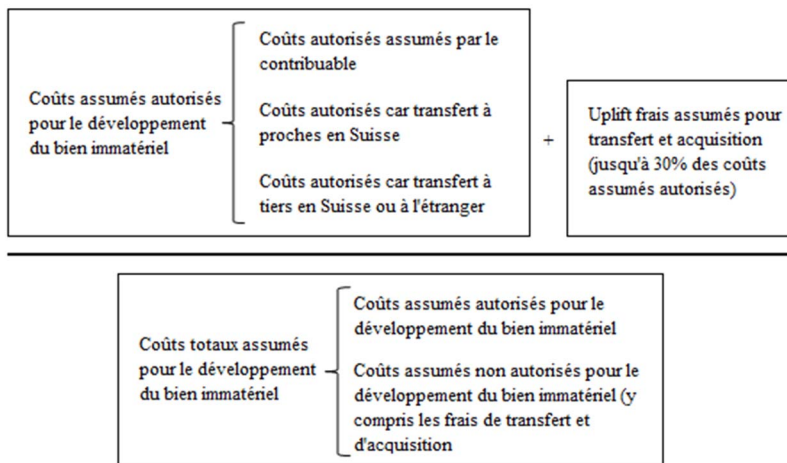 Coûts assumés autorisés
pour le développement
du bien immatériel
Coûts autorisés assumés par le
contribuable
Coûts autorisés car transfert à
proches en Suisse
Coûts autorisés car transfert à
tiers en Suisse ou à l'étranger
+
Uplift frais assumés pour
transfert et acquisition
(jusqu'à 30% des coûts
assumés autorisés)
Coûts totaux assumés
pour le développement
du bien immatériel
Coûts assumés autorisés pour le
développement du bien immatériel
Coûts assumés non autorisés pour le
développement du bien immatériel (y
compris les frais de transfert et
d'acquisition